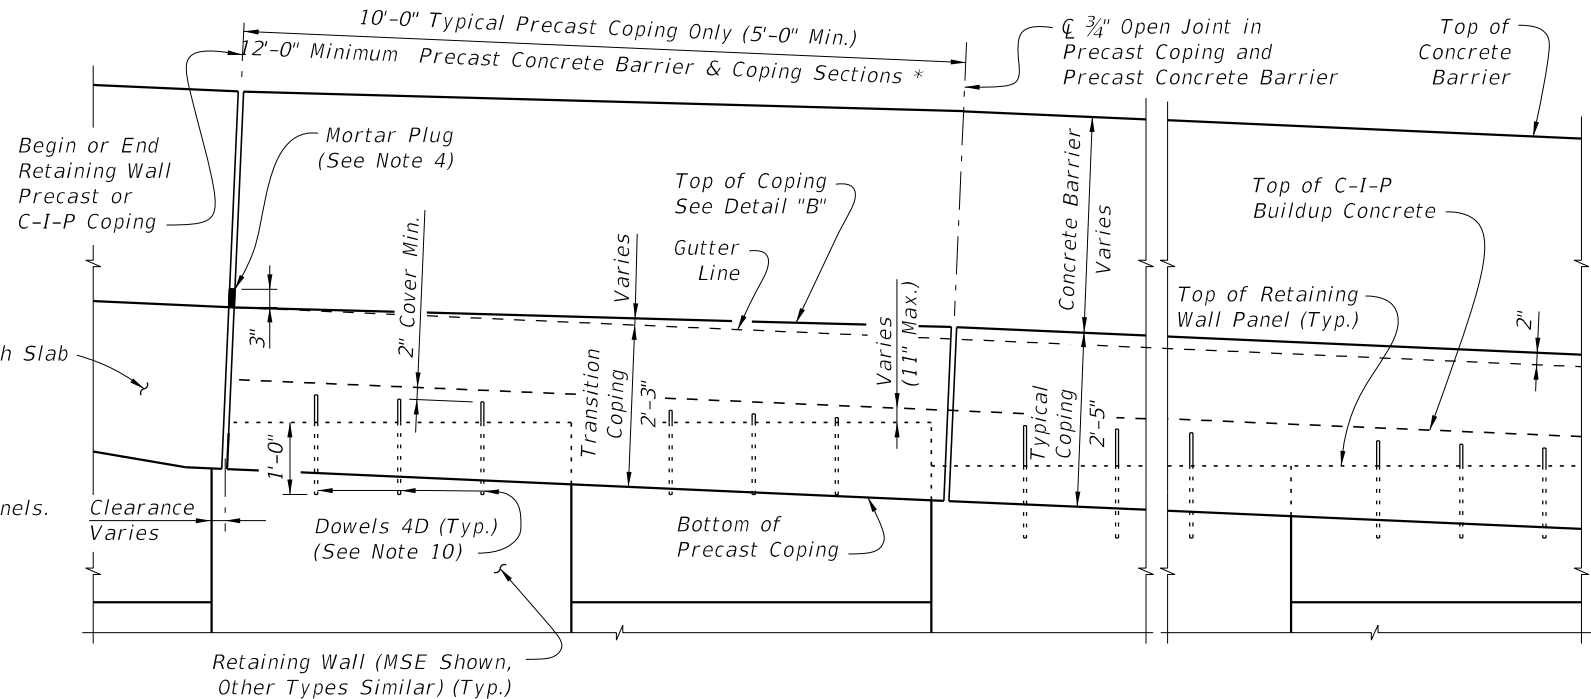 10'-0" Typical Precast Coping Only (5'-0" Min.)
12'-0" Minimum Precast Concrete Barrier & Coping Sections *
℄ ¾" Open Joint in
Precast Coping and
Precast Concrete Barrier
Top of
Concrete
Barrier
Begin or End
Retaining Wall
Precast or
C-I-P Coping
Mortar Plug
(See Note 4)
Top of Coping
See Detail "B"
Gutter
Line
Concrete Barrier
Varies
Top of C-I-P
Buildup Concrete
Top of Retaining
Wall Panel (Typ.)
2"
3"
2" Cover Min.
Varies
Varies
(11" Max.)
h Slab
Transition
Coping
2'-3"
Typical
Coping
2'-5"
1'-0"
nels.
Clearance
Varies
Dowels 4D (Typ.)
(See Note 10)
Bottom of
Precast Coping
Retaining Wall (MSE Shown,
Other Types Similar) (Typ.)